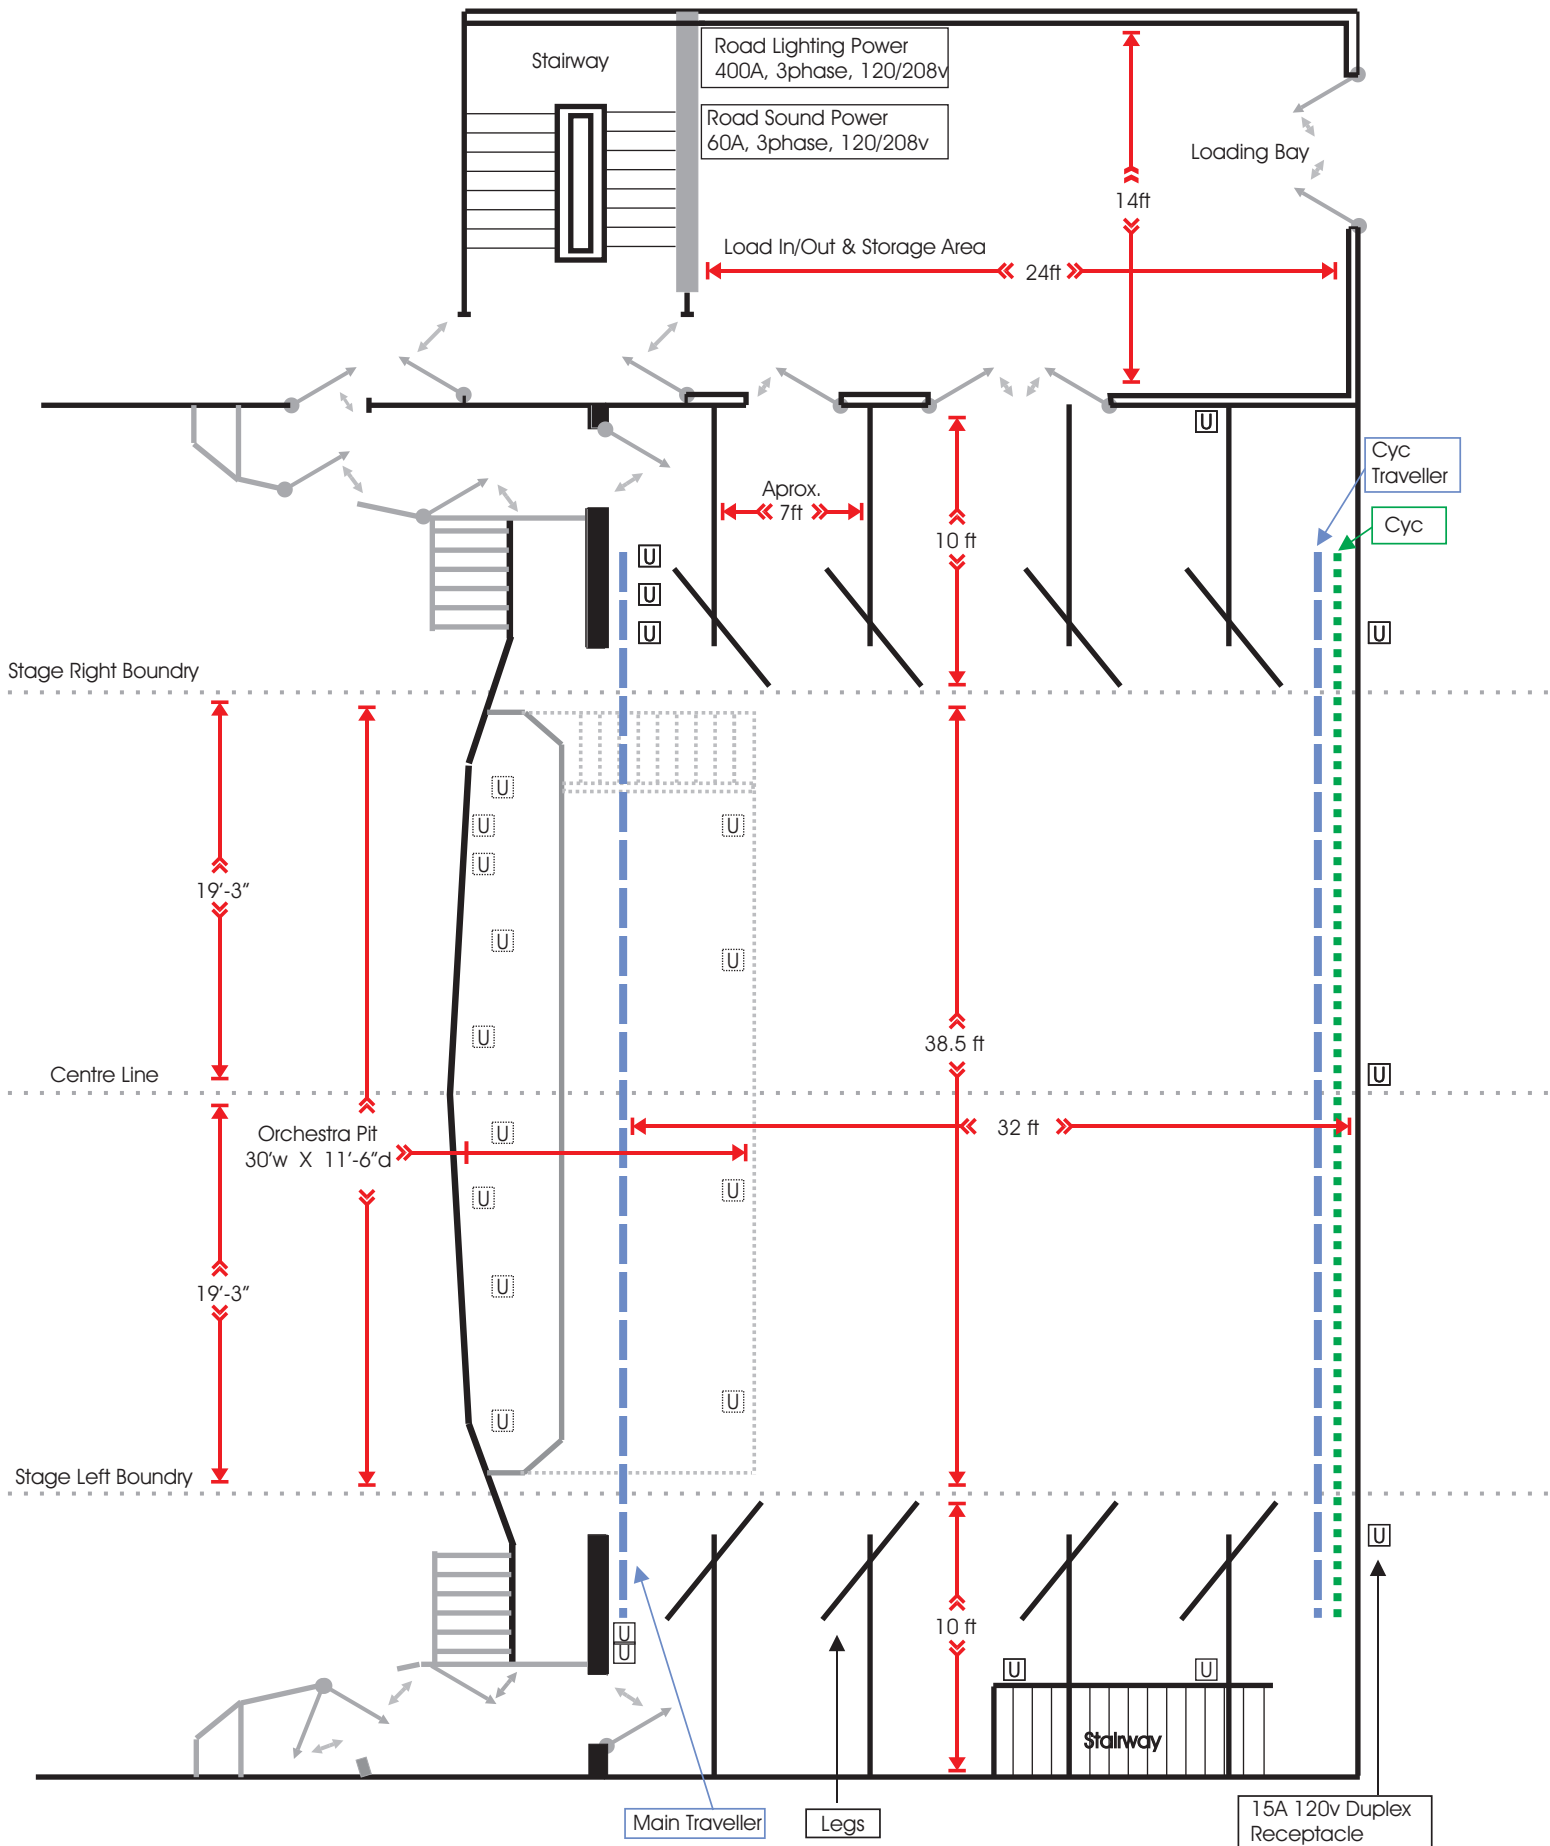 Stairway
Road Lighting Power
400A, 3phase, 120/208v
Road Sound Power
60A, 3phase, 120/208v
Loading Bay
14ft
Load In/Out & Storage Area
24ft
U
Cyc
Traveller
Aprox.
7ft
Cyc
10 ft
U
U
U
U
Stage Right Boundry
U
U
U
U
19'-3"
U
U
U
38.5 ft
Centre Line
U
Orchestra Pit
30'w X 11'-6"d
U
32 ft
U
U
19'-3"
U
U
U
Stage Left Boundry
U
10 ft
U
U
U
U
Stairway
15A 120v Duplex
Receptacle
Main Traveller
Legs